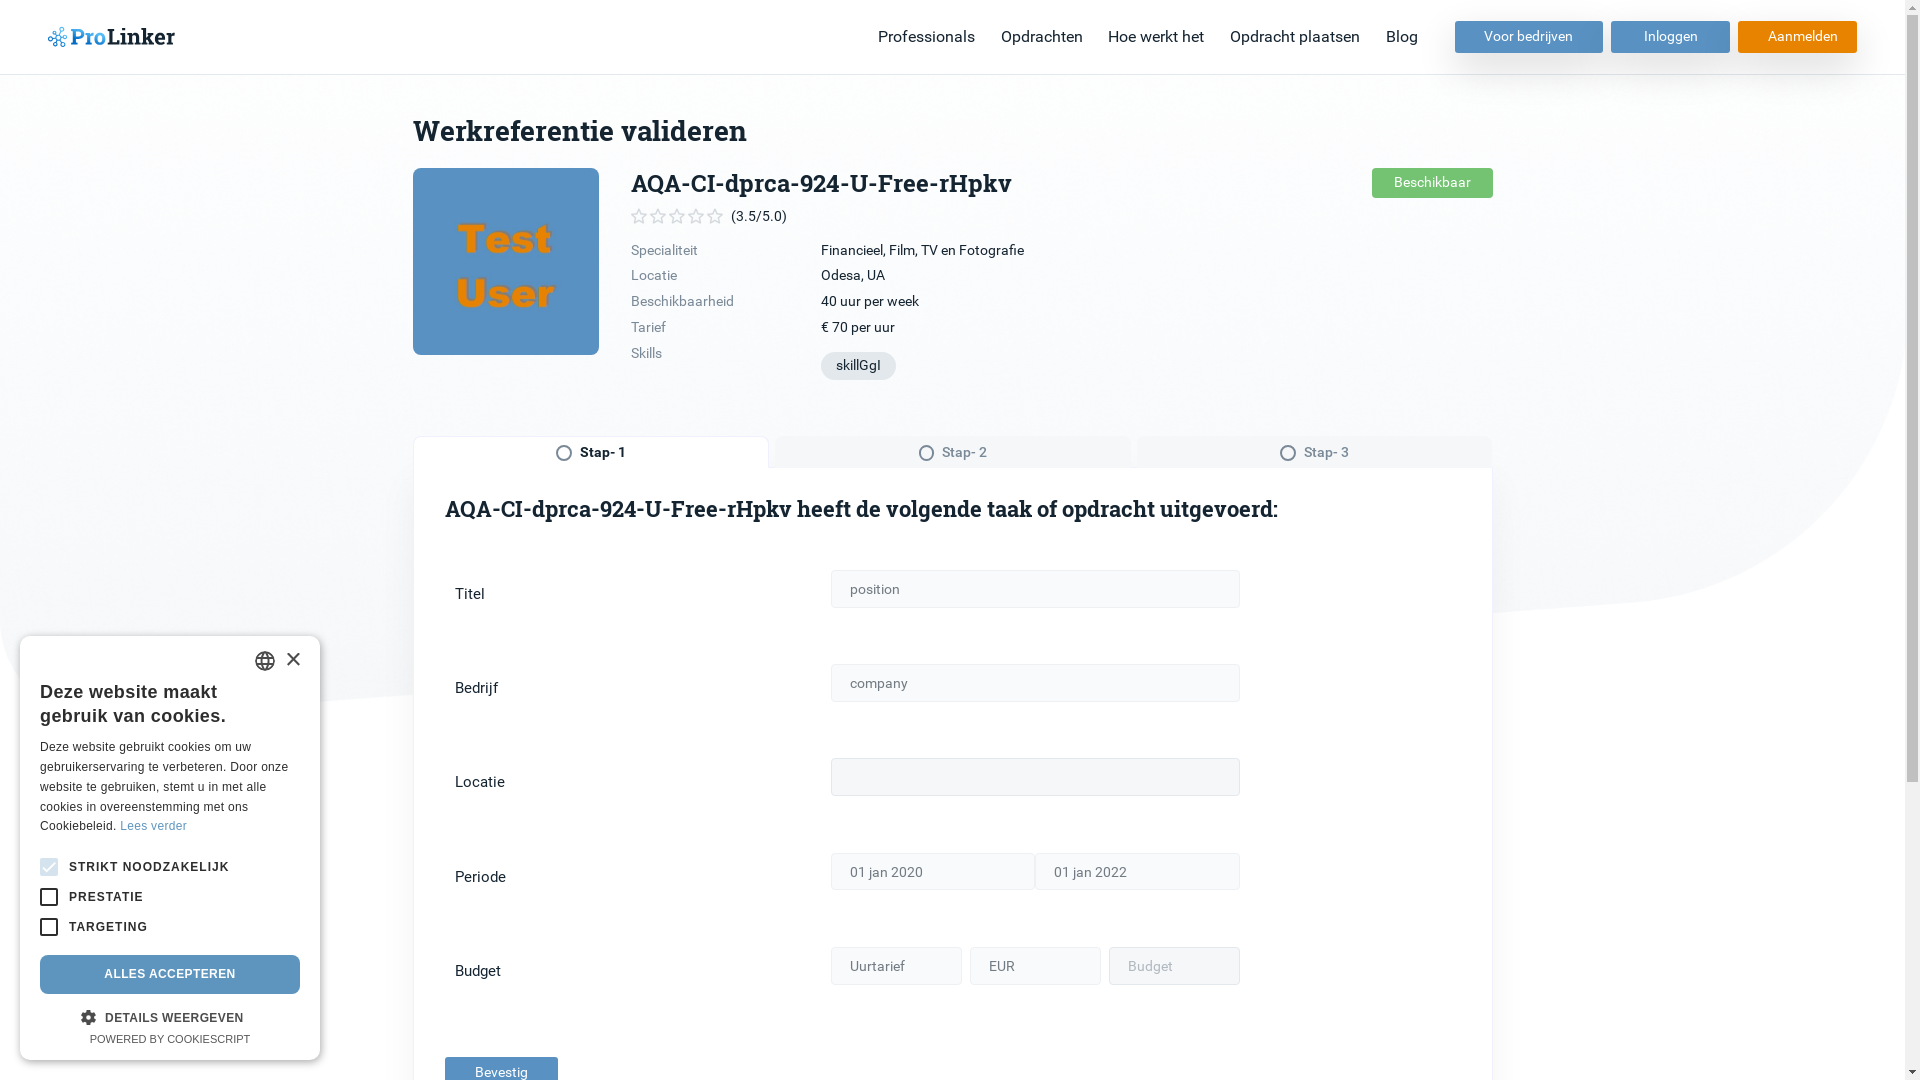 ProLinker
Professionals Opdrachten Hoe werkt het Opdracht plaatsen Blog Voor bedrijven Inloggen Aanmelden
Werkreferentie valideren
Test
User
AQA-CI-dprca-924-U-Free-rHpkv
Beschikbaar
(3.5/5.0)
Specialiteit Financieel, Film, TV en Fotografie
Locatie Odesa, UA
Beschikbaarheid 40 uur per week
Tarief € 70 per uur
Skills skillGgI
Stap- 1 Stap- 2 Stap- 3
AQA-CI-dprca-924-U-Free-rHpkv heeft de volgende taak of opdracht uitgevoerd:
Titel position
Bedrijf company
Locatie
Periode 01 jan 2020 01 jan 2022
Budget Uurtarief EUR Budget
Bevestig
Deze website maakt
gebruik van cookies.
Deze website gebruikt cookies om uw
gebruikerservaring te verbeteren. Door onze
website te gebruiken, stemt u in met alle
cookies in overeenstemming met ons
Cookiebeleid. Lees verder
STRIKT NOODZAKELIJK
PRESTATIE
TARGETING
ALLES ACCEPTEREN
DETAILS WEERGEVEN
POWERED BY COOKIESCRIPT